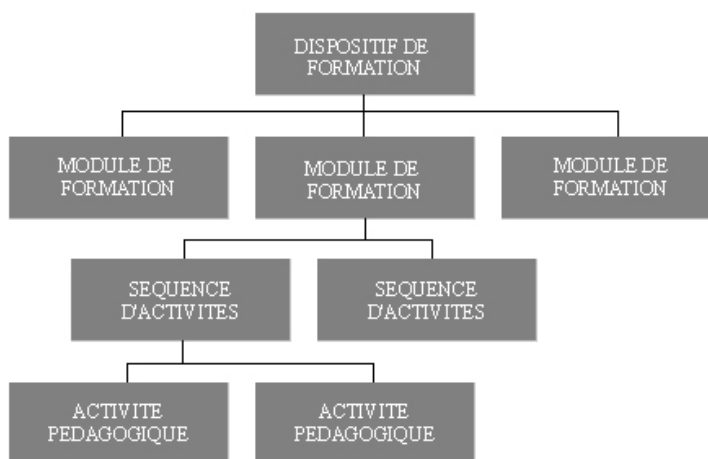 DISPOSITIF DE
FORMATION
MODULE DE
FORMATION
MODULE DE
FORMATION
MODULE DE
FORMATION
SEQUENCE
D'ACTIVITES
SEQUENCE
D'ACTIVITES
ACTIVITE
PEDAGOGIQUE
ACTIVITE
PEDAGOGIQUE